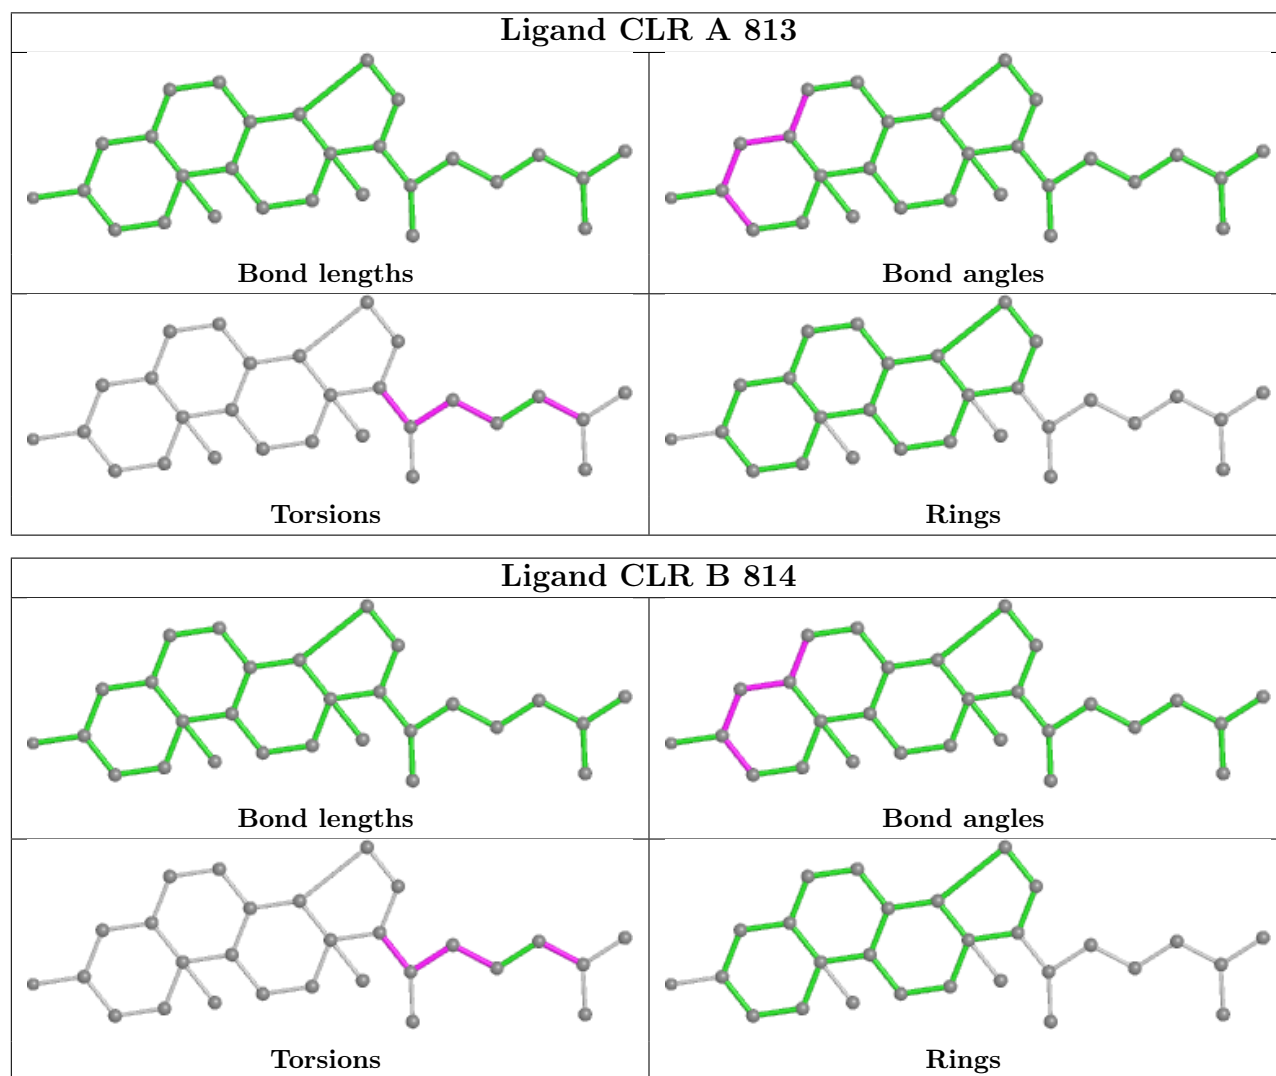 Ligand CLR A 813
Bond lengths
Bond angles
Torsions
Rings
Ligand CLR B 814
Bond lengths
Bond angles
Torsions
Rings